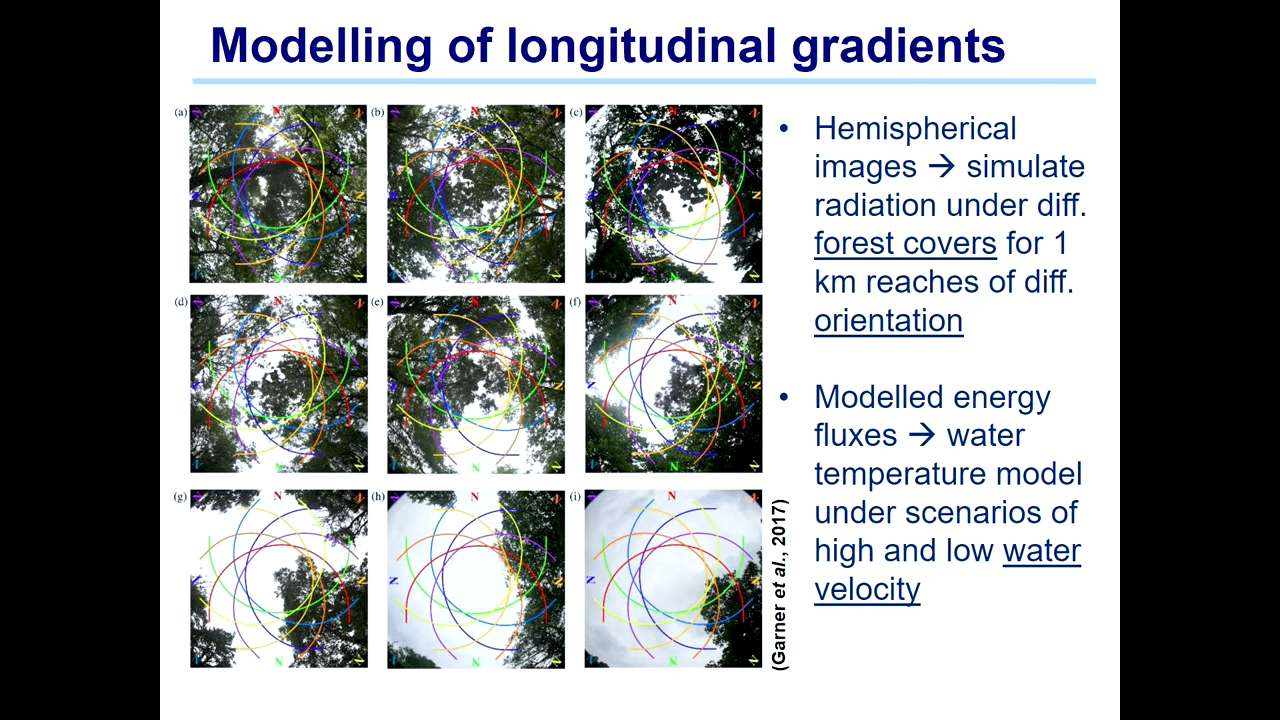 Modelling of longitudinal gradients
(a)
(b)
(c)
(d)
(e)
(f)
(g)
(h)
(i)
N
N
N
N
N
N
N
N
N
(Garner et al., 2017)
• Hemispherical
images → simulate
radiation under diff.
forest covers for 1
km reaches of diff.
orientation
• Modelled energy
fluxes → water
temperature model
under scenarios of
high and low water
velocity